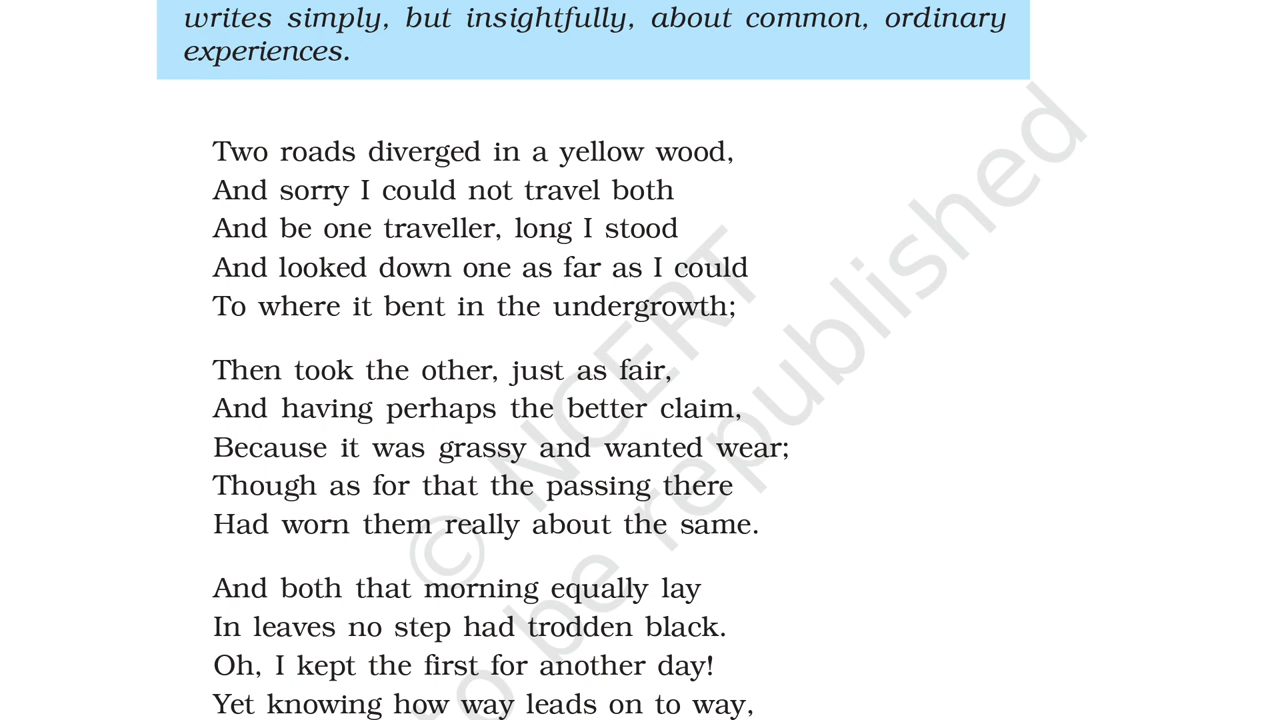 writes simply, but insightfully, about common, ordinary
experiences.
Two roads diverged in a yellow wood,
And sorry I could not travel both
And be one traveller, long I stood
And looked down one as far as I could
To where it bent in the undergrowth;
Then took the other, just as fair,
And having perhaps the better claim,
Because it was grassy and wanted wear;
Though as for that the passing there
Had worn them really about the same.
And both that morning equally lay
In leaves no step had trodden black.
Oh, I kept the first for another day!
Yet knowing how way leads on to way,
© NCERT
to be republished